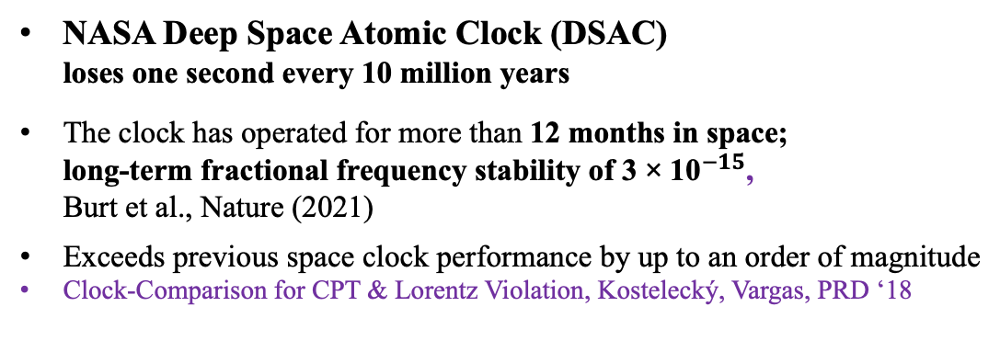 • NASA Deep Space Atomic Clock (DSAC)
loses one second every 10 million years
• The clock has operated for more than 12 months in space;
long-term fractional frequency stability of 3 × 10⁻¹⁵,
Burt et al., Nature (2021)
• Exceeds previous space clock performance by up to an order of magnitude
• Clock-Comparison for CPT & Lorentz Violation, Kostelecký, Vargas, PRD ‘18